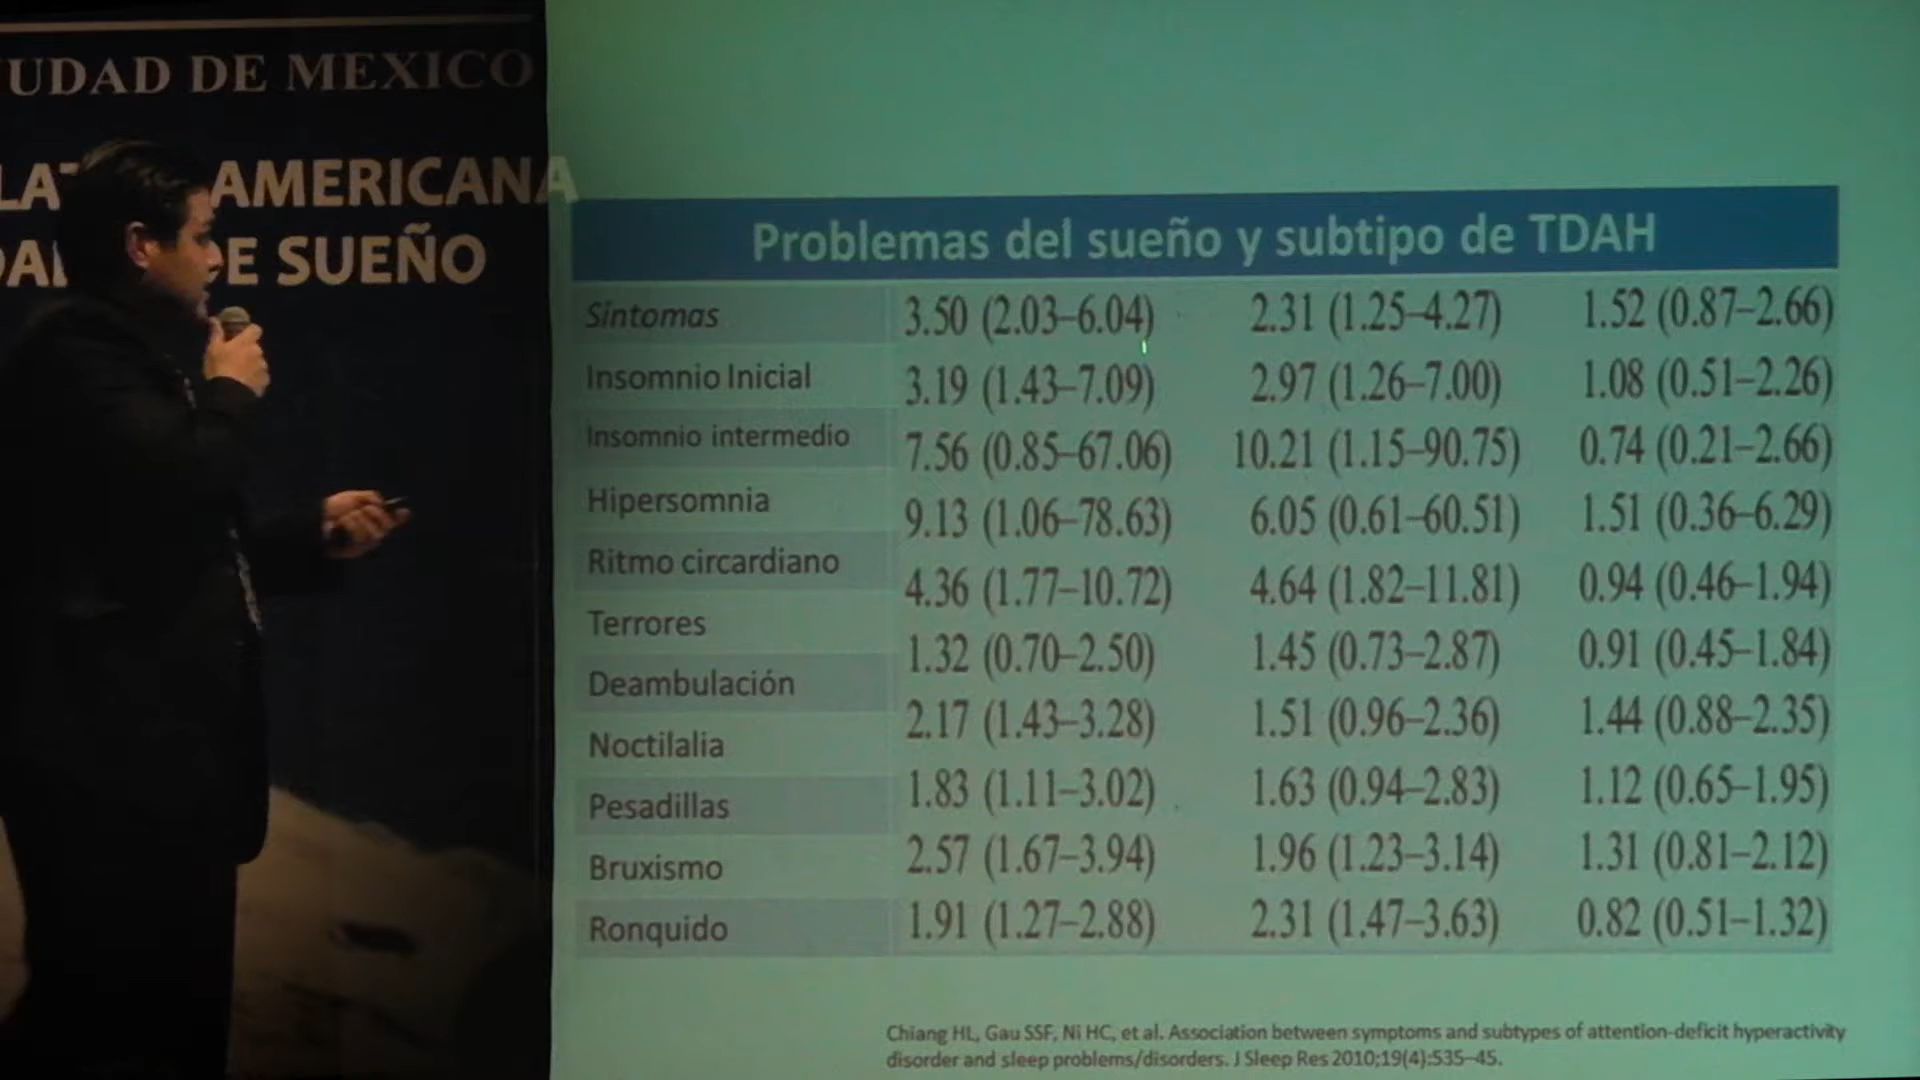 UDAD DE MEXICO
LAT AMERICANA
DAD E SUEÑO
Problemas del sueño y subtipo de TDAH
Síntomas 3.50 (2.03–6.04) 2.31 (1.25–4.27) 1.52 (0.87–2.66)
Insomnio Inicial 3.19 (1.43–7.09) 2.97 (1.26–7.00) 1.08 (0.51–2.26)
Insomnio intermedio 7.56 (0.85–67.06) 10.21 (1.15–90.75) 0.74 (0.21–2.66)
Hipersomnia 9.13 (1.06–78.63) 6.05 (0.61–60.51) 1.51 (0.36–6.29)
Ritmo circardiano 4.36 (1.77–10.72) 4.64 (1.82–11.81) 0.94 (0.46–1.94)
Terrores 1.32 (0.70–2.50) 1.45 (0.73–2.87) 0.91 (0.45–1.84)
Deambulación 2.17 (1.43–3.28) 1.51 (0.96–2.36) 1.44 (0.88–2.35)
Noctilalia 1.83 (1.11–3.02) 1.63 (0.94–2.83) 1.12 (0.65–1.95)
Pesadillas 2.57 (1.67–3.94) 1.96 (1.23–3.14) 1.31 (0.81–2.12)
Bruxismo 1.91 (1.27–2.88) 2.31 (1.47–3.63) 0.82 (0.51–1.32)
Ronquido
Chiang HL, Gau SSF, Ni HC, et al. Association between symptoms and subtypes of attention-deficit hyperactivity
disorder and sleep problems/disorders. J Sleep Res 2010;19(4):535–45.